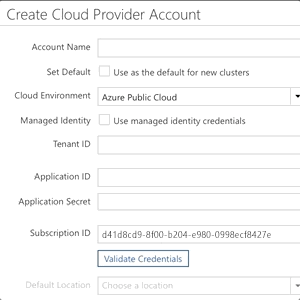 Create Cloud Provider Account
Account Name
Set Default Use as the default for new clusters
Cloud Environment Azure Public Cloud
Managed Identity Use managed identity credentials
Tenant ID
Application ID
Application Secret
Subscription ID d41d8cd9-8f00-b204-e980-0998ecf8427e
Validate Credentials
Default Location Choose a location